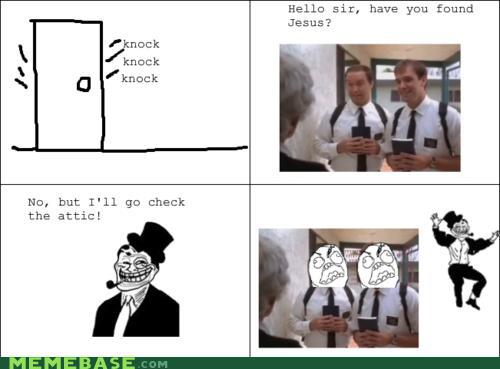 knock
knock
knock
Hello sir, have you found
Jesus?
No, but I'll go check
the attic!
MEMEBASE.com